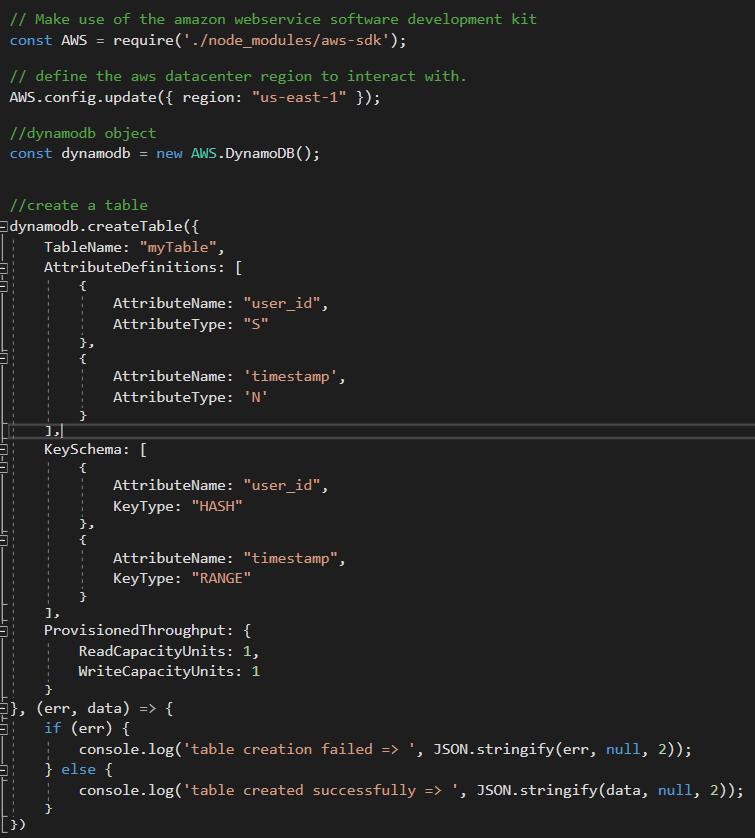 // Make use of the amazon webservice software development kit
const AWS = require('./node_modules/aws-sdk');
// define the aws datacenter region to interact with.
AWS.config.update({ region: "us-east-1" });
//dynamodb object
const dynamodb = new AWS.DynamoDB();
//create a table
dynamodb.createTable({
    TableName: "myTable",
    AttributeDefinitions: [
        {
            AttributeName: "user_id",
            AttributeType: "S"
        },
        {
            AttributeName: 'timestamp',
            AttributeType: 'N'
        }
    ],
    KeySchema: [
        {
            AttributeName: "user_id",
            KeyType: "HASH"
        },
        {
            AttributeName: "timestamp",
            KeyType: "RANGE"
        }
    ],
    ProvisionedThroughput: {
        ReadCapacityUnits: 1,
        WriteCapacityUnits: 1
    }
}, (err, data) => {
    if (err) {
        console.log('table creation failed => ', JSON.stringify(err, null, 2));
    } else {
        console.log('table created successfully => ', JSON.stringify(data, null, 2));
    }
})